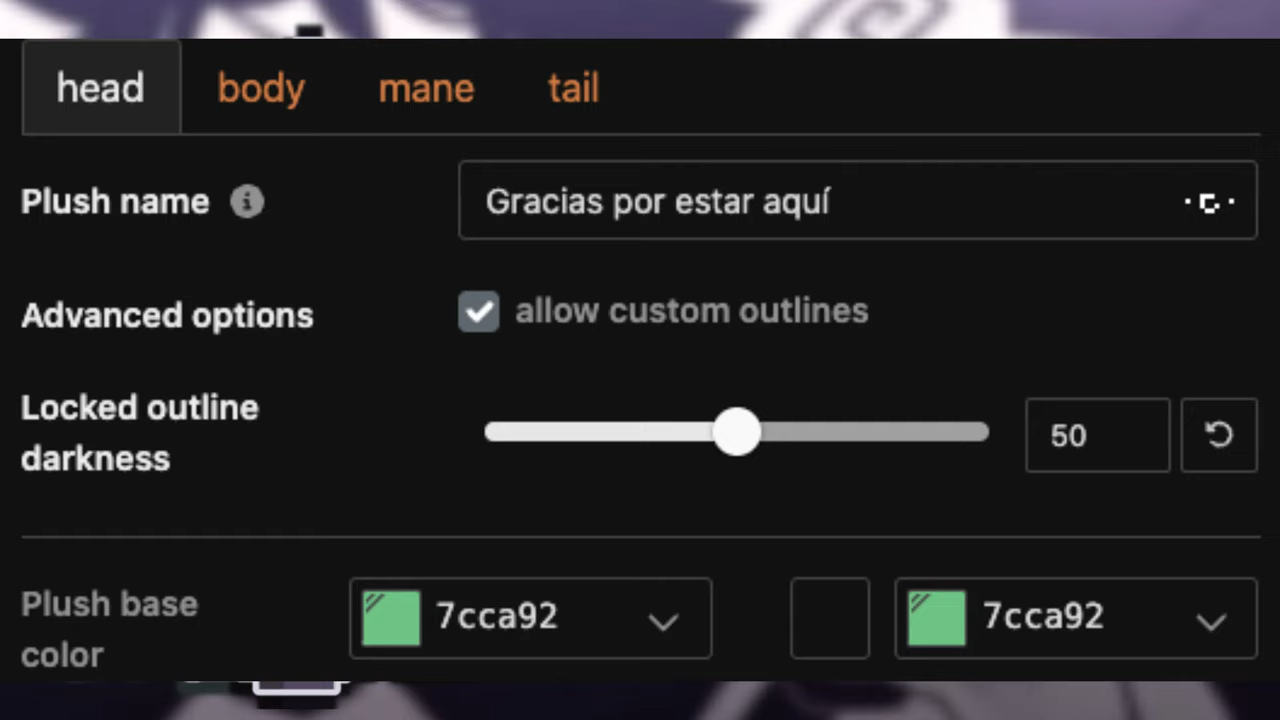 head body mane tail
Plush name Gracias por estar aquí
Advanced options allow custom outlines
Locked outline
darkness 50
Plush base
color 7cca92 7cca92